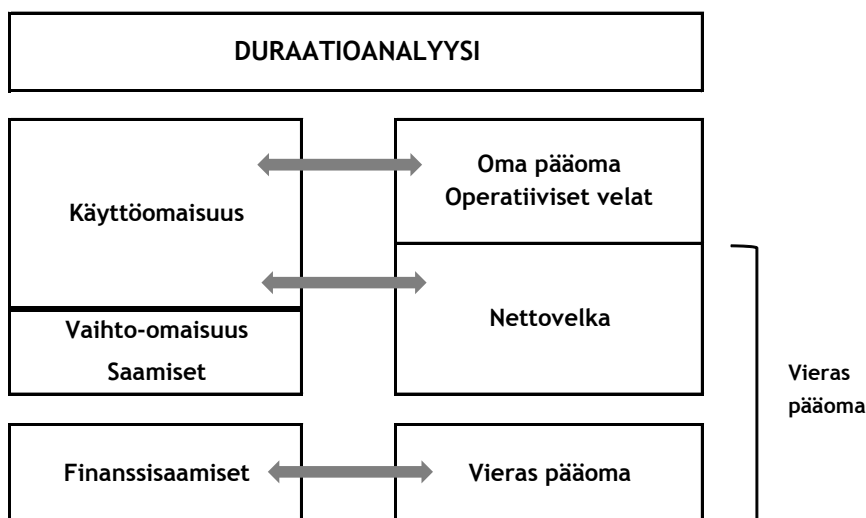 DURAATIOANALYYSI
Käyttöomaisuus
Vaihto-omaisuus
Saamiset
Oma pääoma
Operatiiviset velat
Nettovelka
Vieras
pääoma
Finanssisaamiset
Vieras pääoma